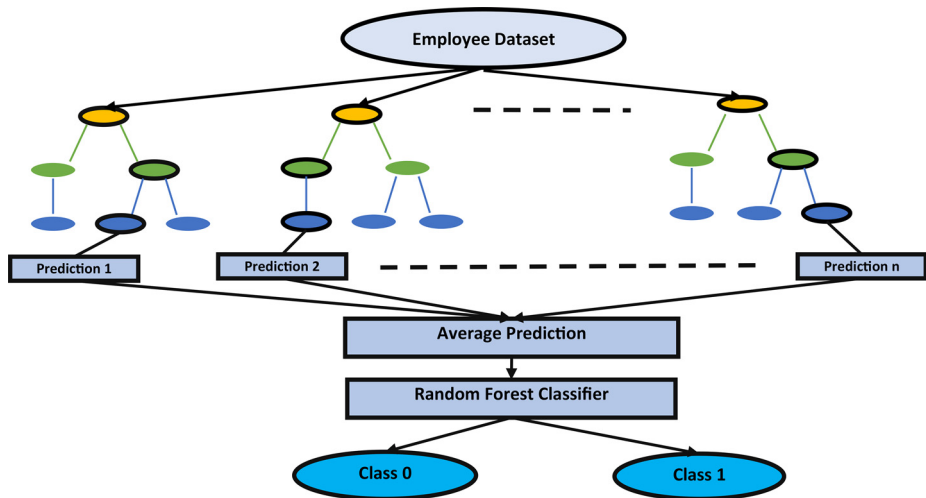 Employee Dataset
Prediction 1
Prediction 2
Prediction n
Average Prediction
Random Forest Classifier
Class 0
Class 1